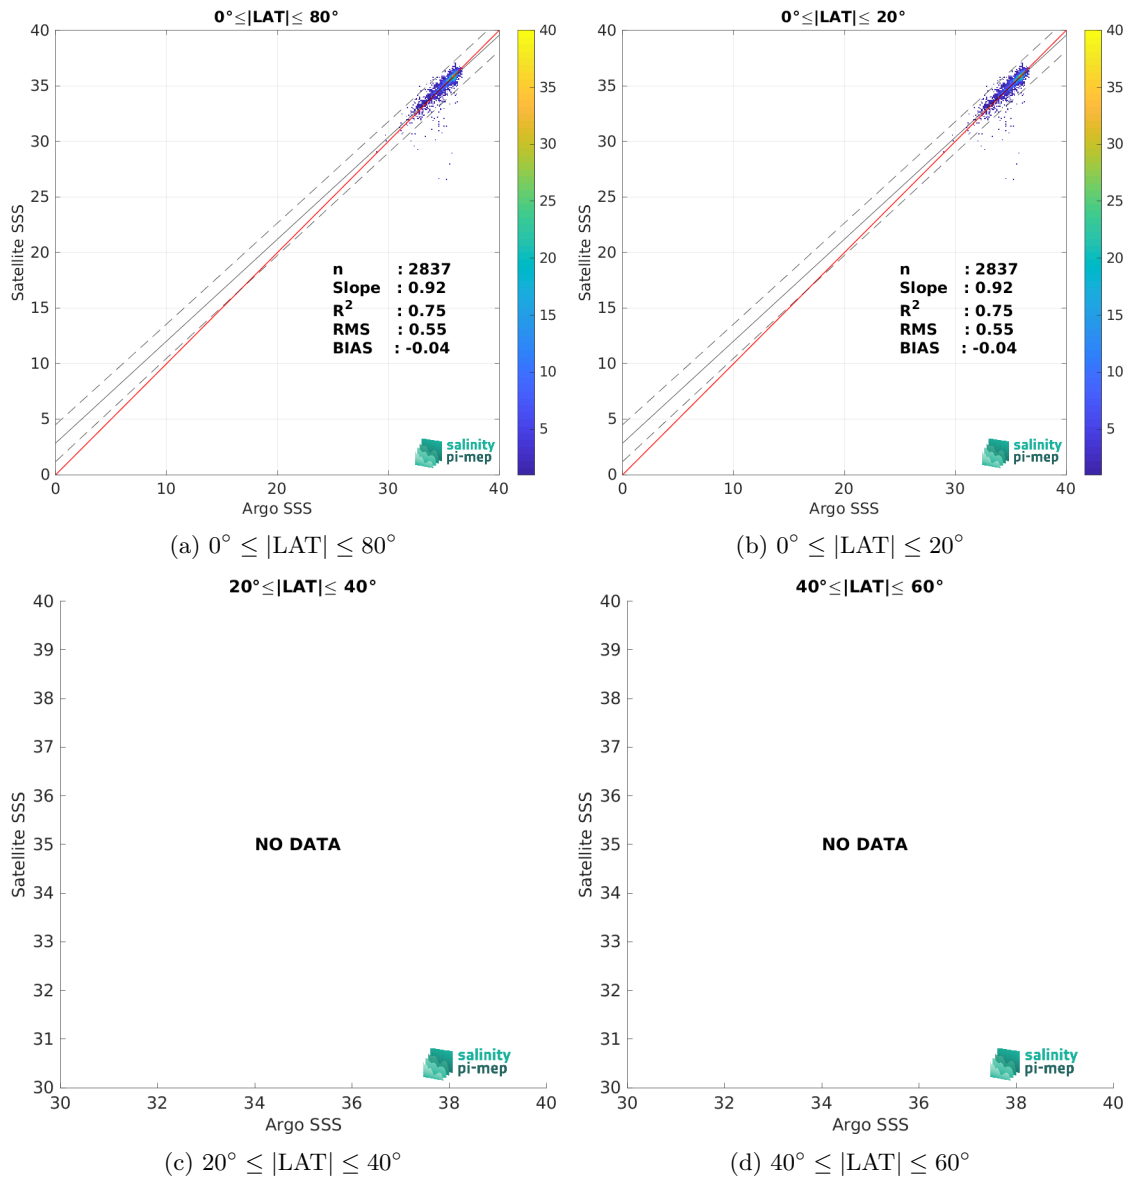 0°≤|LAT|≤ 80°
40
35
30
25
20
15
10
5
0
0
10
20
30
40
Satellite SSS
Argo SSS
n : 2837
Slope : 0.92
R² : 0.75
RMS : 0.55
BIAS : -0.04
salinity
pi-mep
40
35
30
25
20
15
10
5
(a) 0° ≤ |LAT| ≤ 80°
0°≤|LAT|≤ 20°
40
35
30
25
20
15
10
5
0
0
10
20
30
40
Satellite SSS
Argo SSS
n : 2837
Slope : 0.92
R² : 0.75
RMS : 0.55
BIAS : -0.04
salinity
pi-mep
40
35
30
25
20
15
10
5
(b) 0° ≤ |LAT| ≤ 20°
20°≤|LAT|≤ 40°
40
39
38
37
36
35
34
33
32
31
30
30
32
34
36
38
40
Satellite SSS
Argo SSS
NO DATA
salinity
pi-mep
(c) 20° ≤ |LAT| ≤ 40°
40°≤|LAT|≤ 60°
40
39
38
37
36
35
34
33
32
31
30
30
32
34
36
38
40
Satellite SSS
Argo SSS
NO DATA
salinity
pi-mep
(d) 40° ≤ |LAT| ≤ 60°